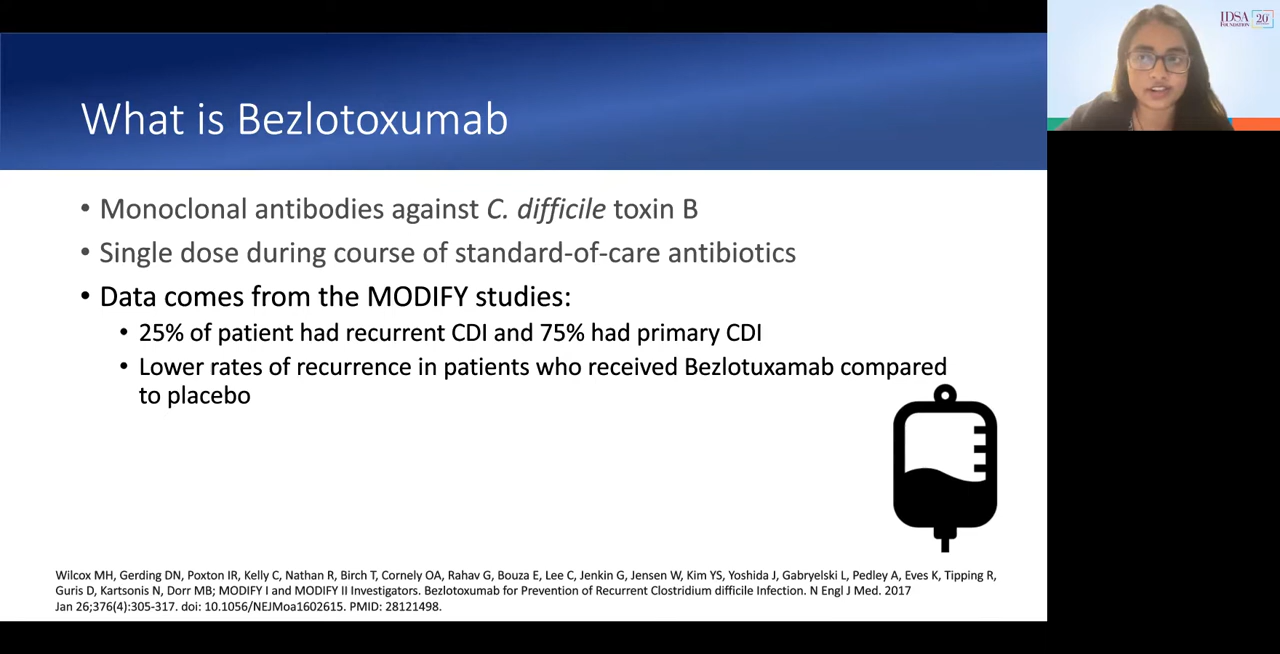 What is Bezlotoxumab
• Monoclonal antibodies against C. difficile toxin B
• Single dose during course of standard-of-care antibiotics
• Data comes from the MODIFY studies:
• 25% of patient had recurrent CDI and 75% had primary CDI
• Lower rates of recurrence in patients who received Bezlotuxamab compared
to placebo
Wilcox MH, Gerding DN, Poxton IR, Kelly C, Nathan R, Birch T, Cornely OA, Rahav G, Bouza E, Lee C, Jenkin G, Jensen W, Kim YS, Yoshida J, Gabryelski L, Pedley A, Eves K, Tipping R,
Guris D, Kartsonis N, Dorr MB; MODIFY I and MODIFY II Investigators. Bezlotoxumab for Prevention of Recurrent Clostridium difficile Infection. N Engl J Med. 2017
Jan 26;376(4):305-317. doi: 10.1056/NEJMoa1602615. PMID: 28121498.
IDSA
FOUNDATION
20